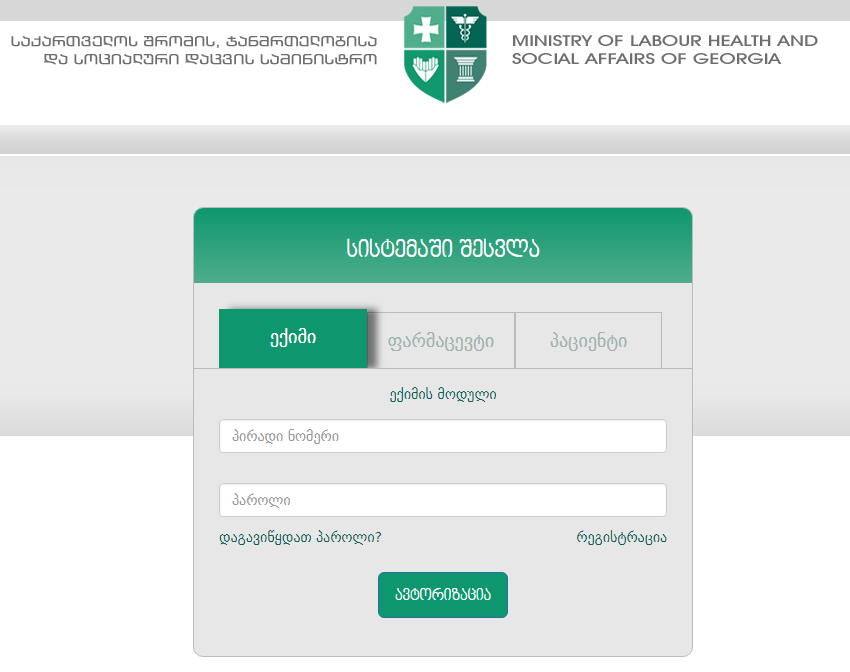 საქართველოს შრომის, ჯანმრთელობისა
და სოციალური დაცვის სამინისტრო
MINISTRY OF LABOUR HEALTH AND
SOCIAL AFFAIRS OF GEORGIA
სისტემაში შესვლა
ექიმი
ფარმაცევტი
პაციენტი
ექიმის მოდული
პირადი ნომერი
პაროლი
დაგავიწყდათ პაროლი?
რეგისტრაცია
ავტორიზაცია